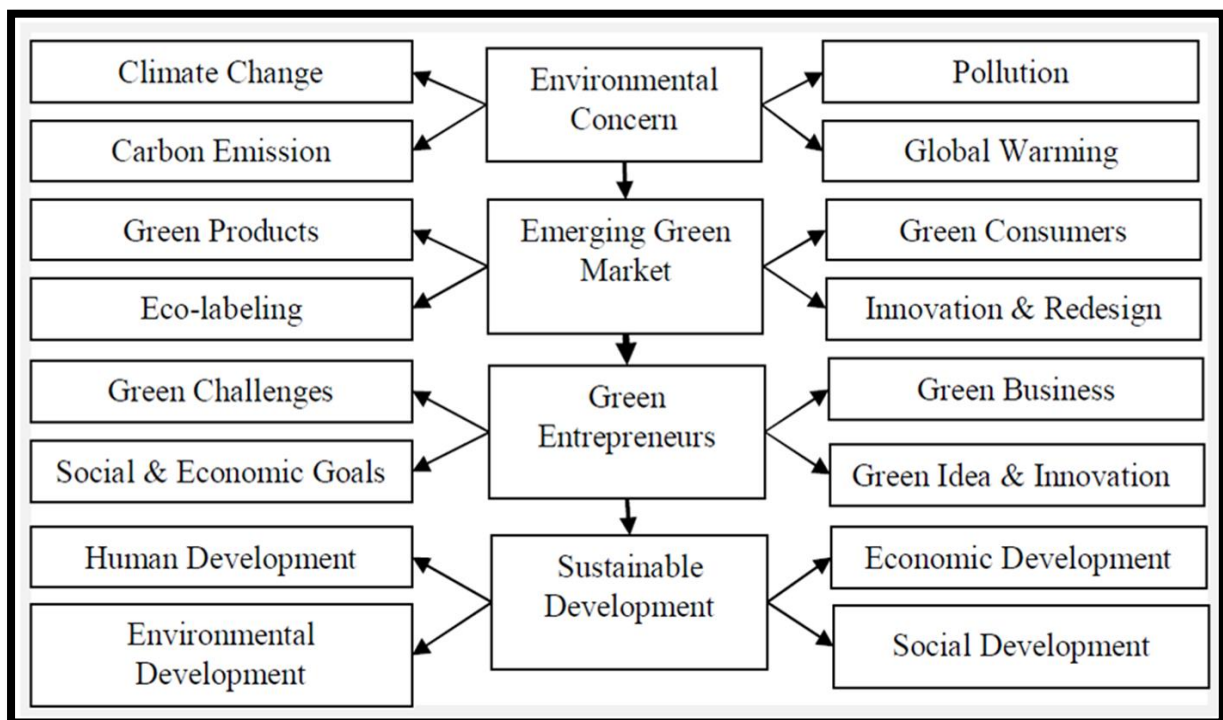 Climate Change
Environmental
Concern
Pollution
Carbon Emission
Global Warming
Green Products
Emerging Green
Market
Green Consumers
Eco-labeling
Innovation & Redesign
Green Challenges
Green
Entrepreneurs
Green Business
Social & Economic Goals
Green Idea & Innovation
Human Development
Sustainable
Development
Economic Development
Environmental
Development
Social Development